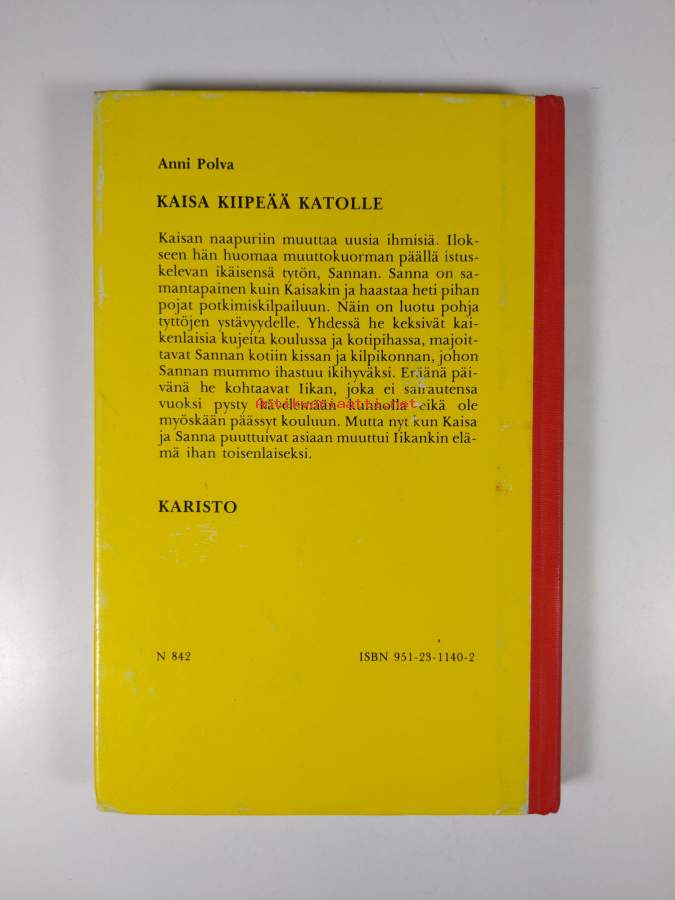 Anni Polva
KAISA KIIPEÄÄ KATOLLE
Kaisan naapuriin muuttaa uusia ihmisiä. Ilok-
seen hän huomaa muuttokuorman päällä istus-
kelevan ikäisensä tytön, Sannan. Sanna on sa-
mantapainen kuin Kaisakin ja haastaa heti pihan
pojat potkimiskilpailuun. Näin on luotu pohja
tyttöjen ystävyydelle. Yhdessä he keksivät kai-
kenlaisia kujeita koulussa ja kotipihassa, majoit-
tavat Sannan kotiin kissan ja kilpikonnan, johon
Sannan mummo ihastuu ikihyväksi. Eräänä päi-
vänä he kohtaavat Iikan, joka ei sairautensa
vuoksi pysty kävelemään kunnolla eikä ole
myöskään päässyt kouluun. Mutta nyt kun Kaisa
ja Sanna puuttuivat asiaan muuttui Iikankin elä-
mä ihan toisenlaiseksi.
KARISTO
N 842 ISBN 951-23-1140-2